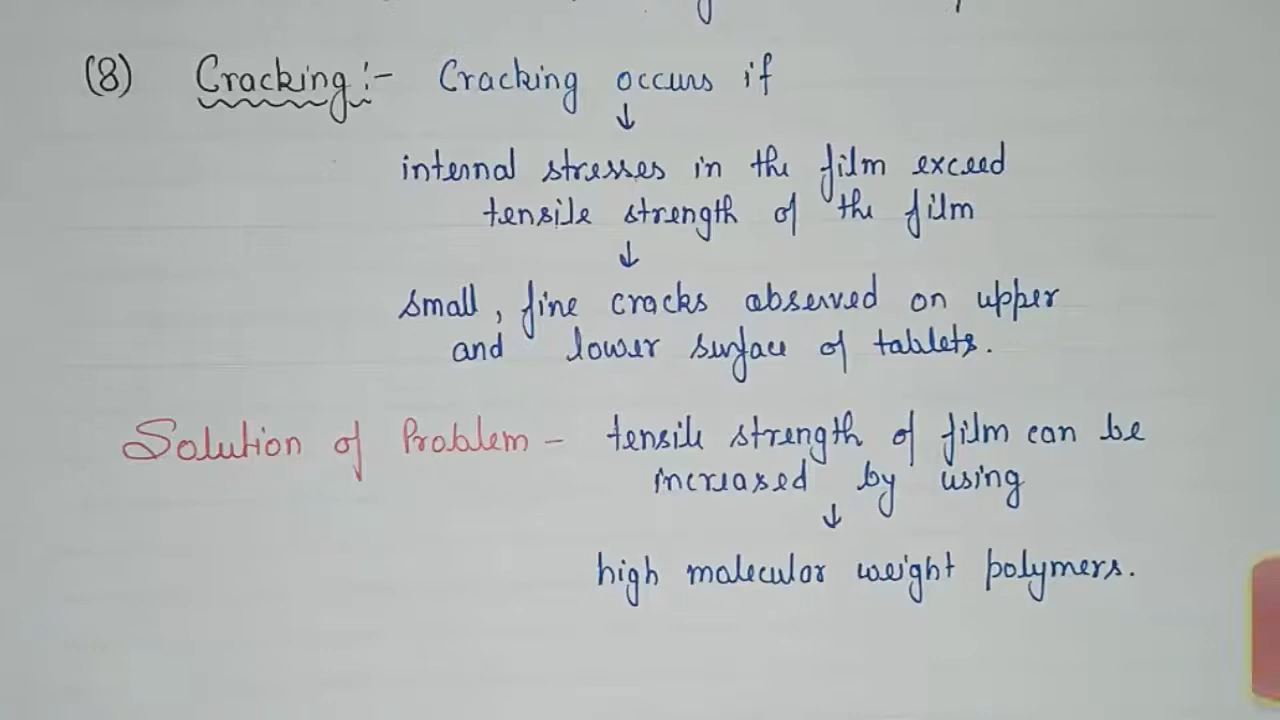 (8) Cracking :- Cracking occurs if
↓
internal stresses in the film exceed
tensile strength of the film
↓
small, fine cracks observed on upper
and lower surface of tablets.
Solution of Problem - tensile strength of film can be
increased by using
↓
high molecular weight polymers.